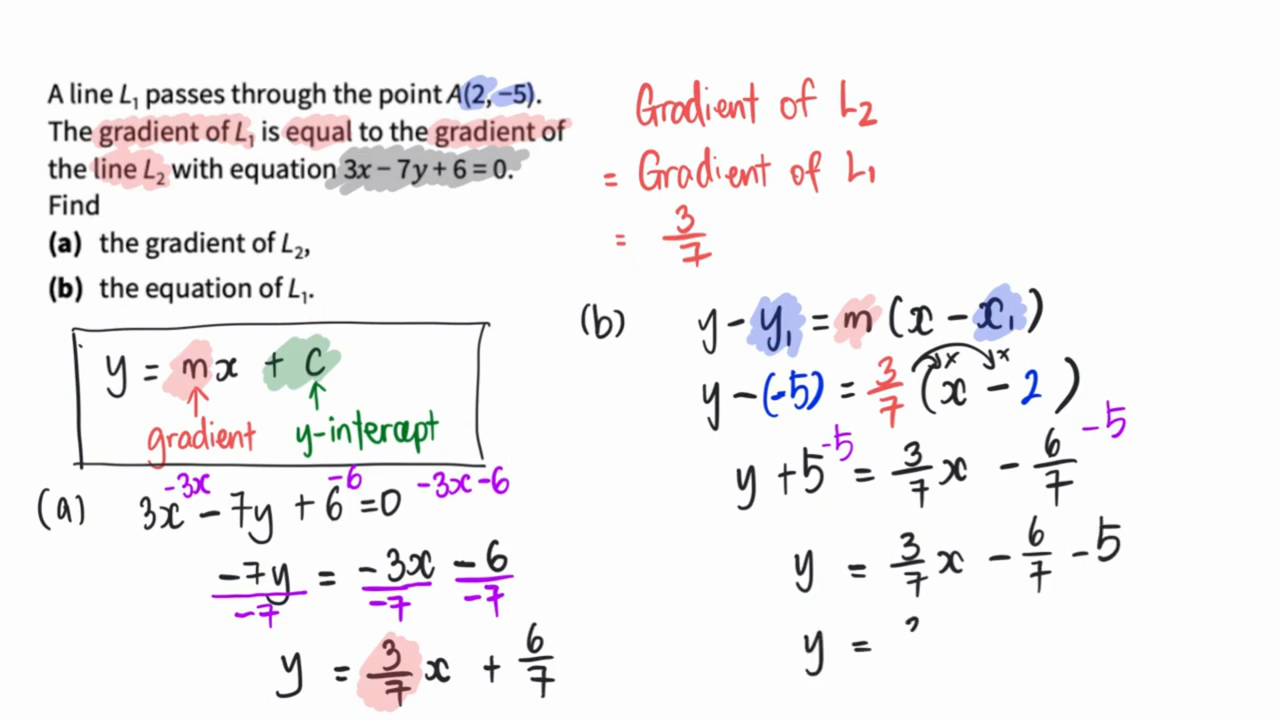 A line L₁ passes through the point A(2, −5).
The gradient of L₁ is equal to the gradient of
the line L₂ with equation 3x − 7y + 6 = 0.
Find
(a) the gradient of L₂,
(b) the equation of L₁.
y = mx + c
gradient y-intercept
(a) 3x -3x - 7y + 6 -6 = 0 -3x -6
-7y/-7 = -3x/-7 -6/-7
y = 3/7 x + 6/7
Gradient of L₂
= Gradient of L₁
= 3/7
(b) y - y₁ = m (x - x₁)
y - (-5) = 3/7 (x - 2)
y + 5 -5 = 3/7 x - 6/7 -5
y = 3/7 x - 6/7 - 5
y =